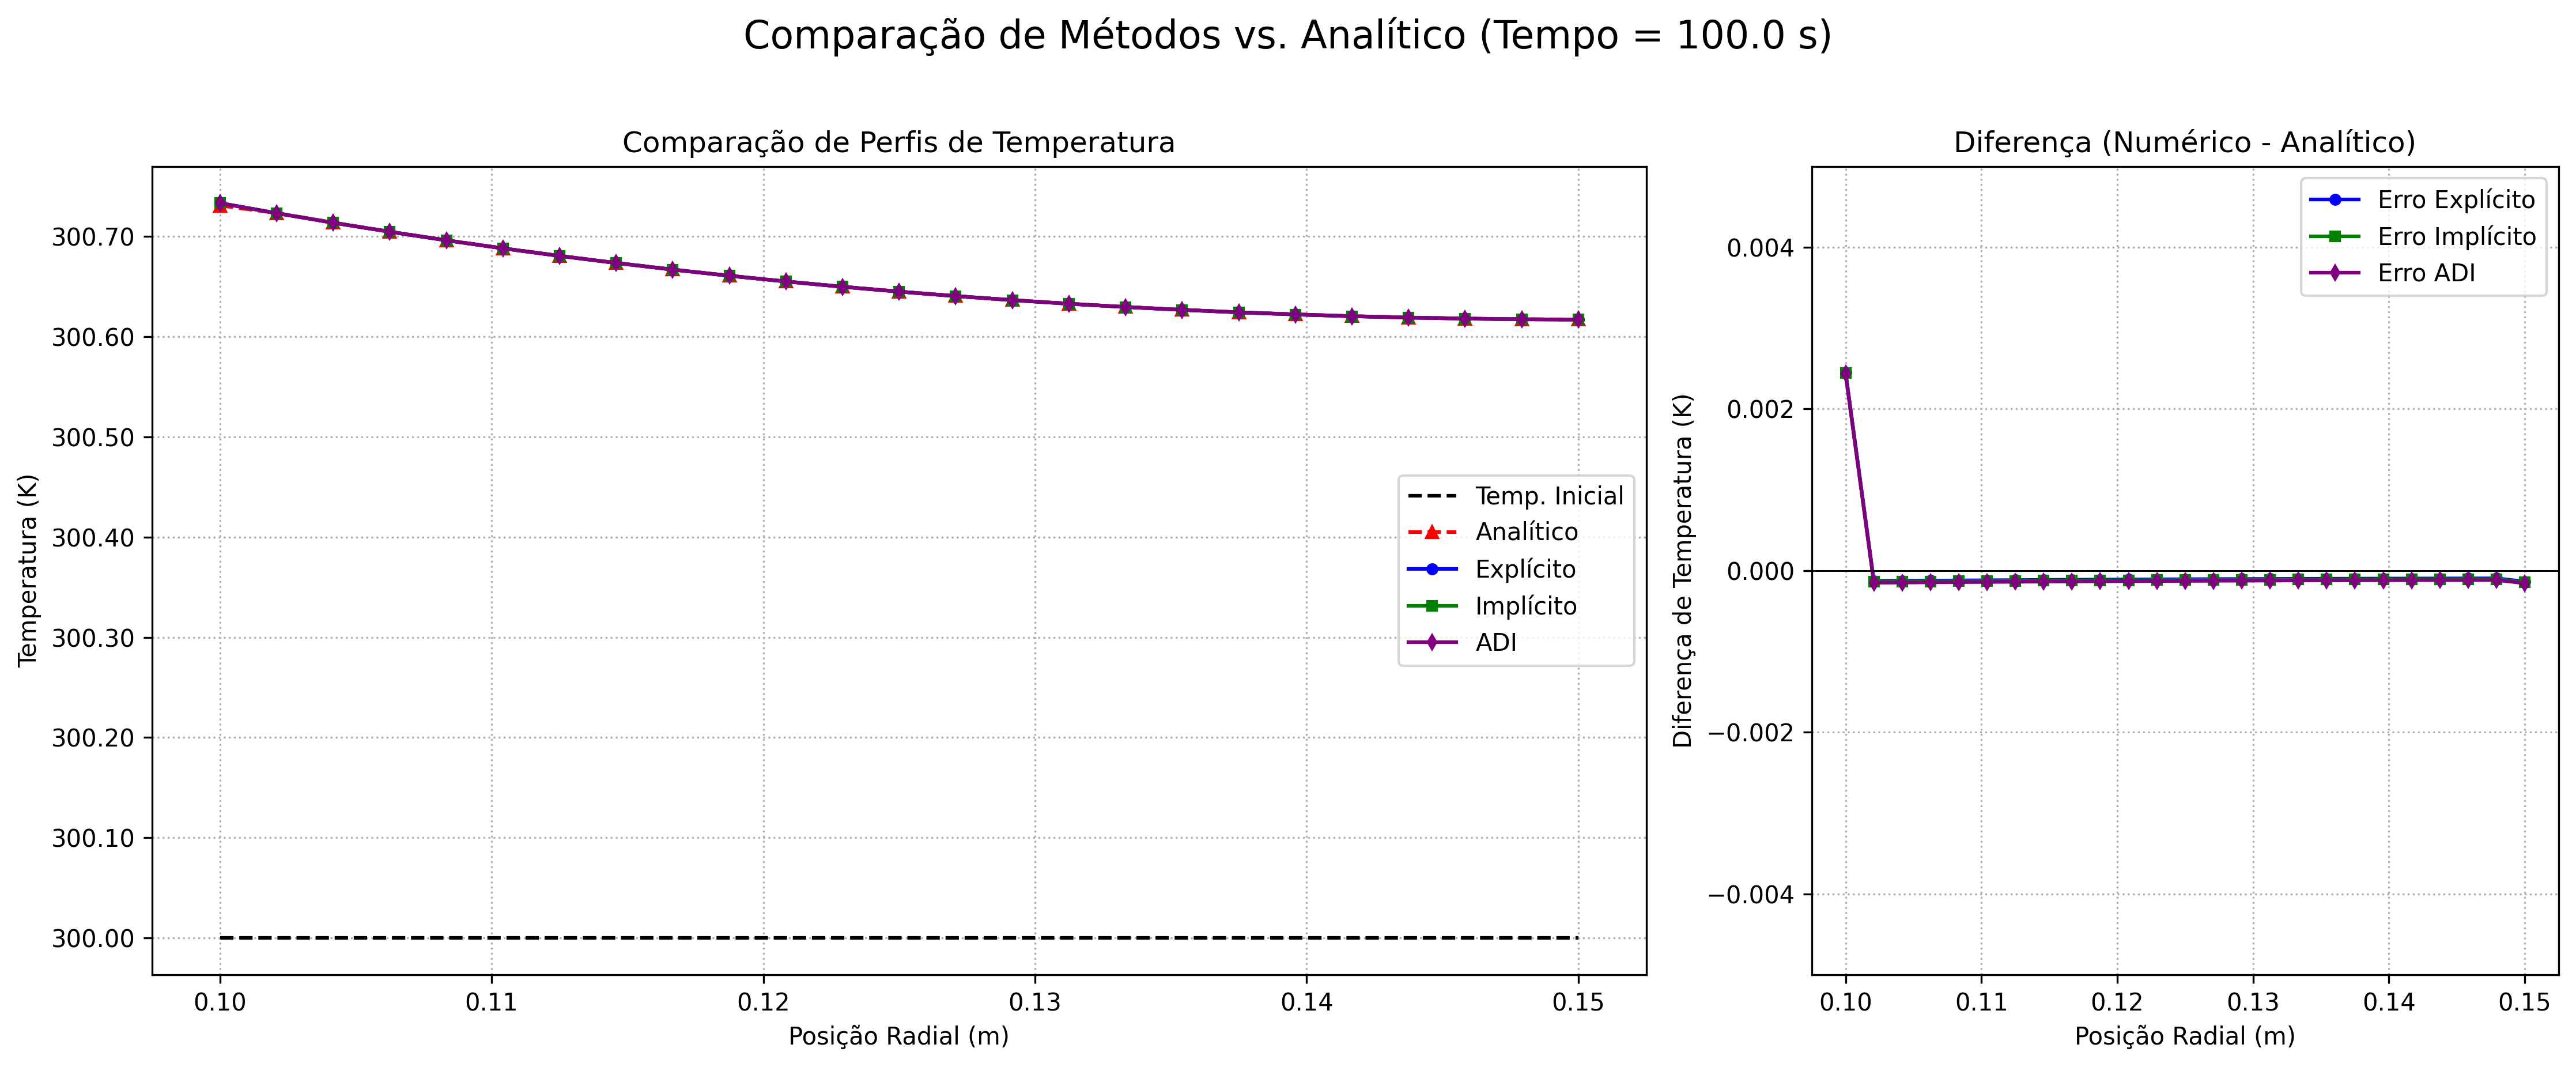 Comparação de Métodos vs. Analítico (Tempo = 100.0 s)
Comparação de Perfis de Temperatura
Temperatura (K)
300.70
300.60
300.50
300.40
300.30
300.20
300.10
300.00
0.10 0.11 0.12 0.13 0.14 0.15
Posição Radial (m)
Temp. Inicial
Analítico
Explícito
Implícito
ADI
Diferença (Numérico - Analítico)
Diferença de Temperatura (K)
0.004
0.002
0.000
−0.002
−0.004
0.10 0.11 0.12 0.13 0.14 0.15
Posição Radial (m)
Erro Explícito
Erro Implícito
Erro ADI